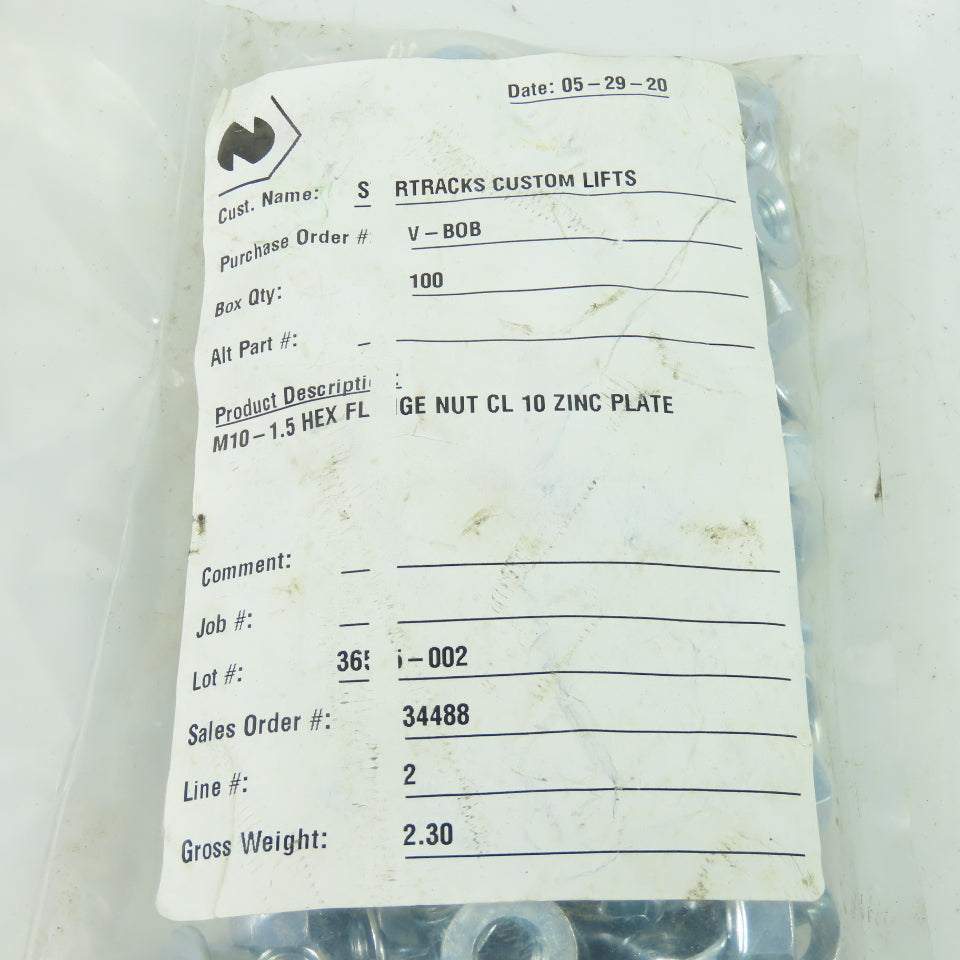 Date: 05-29-20
Cust. Name: S RTRACKS CUSTOM LIFTS
Purchase Order #: V-BOB
Box Qty: 100
Alt Part #:
Product Descripti :
M10-1.5 HEX FL GE NUT CL 10 ZINC PLATE
Comment:
Job #:
Lot #: 36 -002
Sales Order #: 34488
Line #: 2
Gross Weight: 2.30